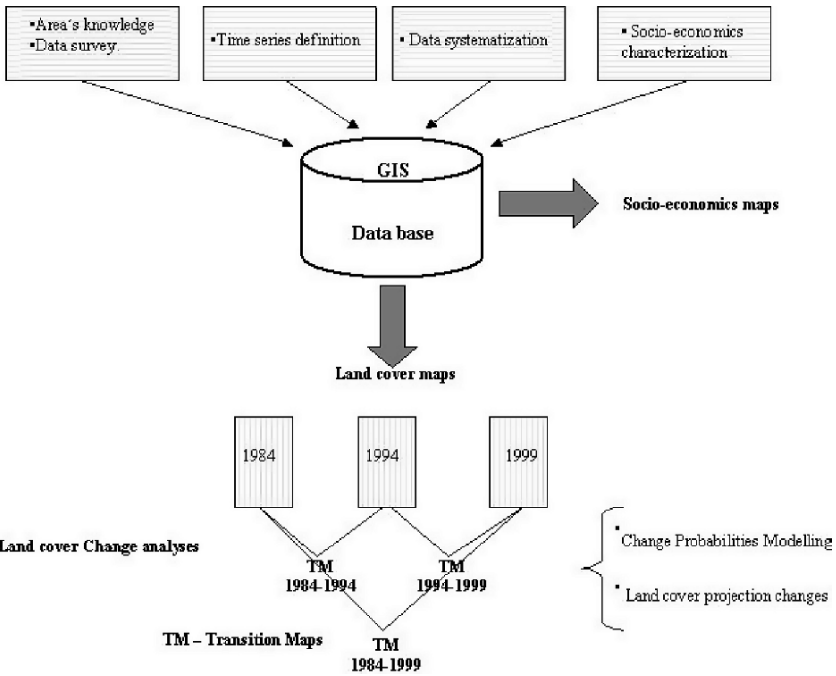 ▪Area´s knowledge
▪Data survey.
▪Time series definition
▪ Data systematization
▪ Socio-economics
characterization
GIS
Data base
Socio-economics maps
Land cover maps
1984
1994
1999
Land cover Change analyses
TM
1984-1994
TM
1994-1999
▪Change Probabilities Modelling
▪ Land cover projection changes
TM – Transition Maps
TM
1984-1999